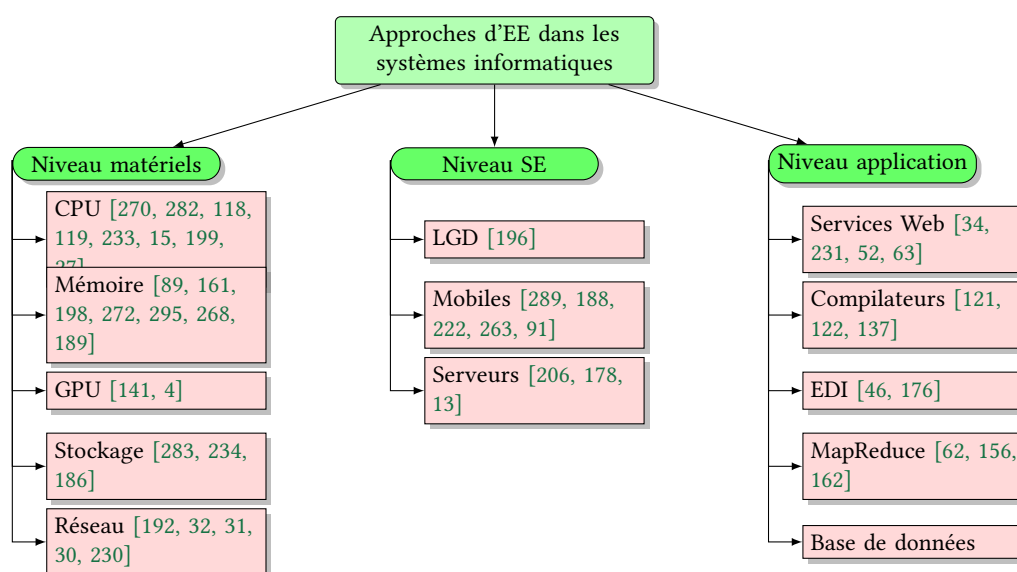 Approches d'EE dans les
systèmes informatiques
Niveau matériels
CPU [270, 282, 118,
119, 233, 15, 199,
27]
Mémoire [89, 161,
198, 272, 295, 268,
189]
GPU [141, 4]
Stockage [283, 234,
186]
Réseau [192, 32, 31,
30, 230]
Niveau SE
LGD [196]
Mobiles [289, 188,
222, 263, 91]
Serveurs [206, 178,
13]
Niveau application
Services Web [34,
231, 52, 63]
Compilateurs [121,
122, 137]
EDI [46, 176]
MapReduce [62, 156,
162]
Base de données